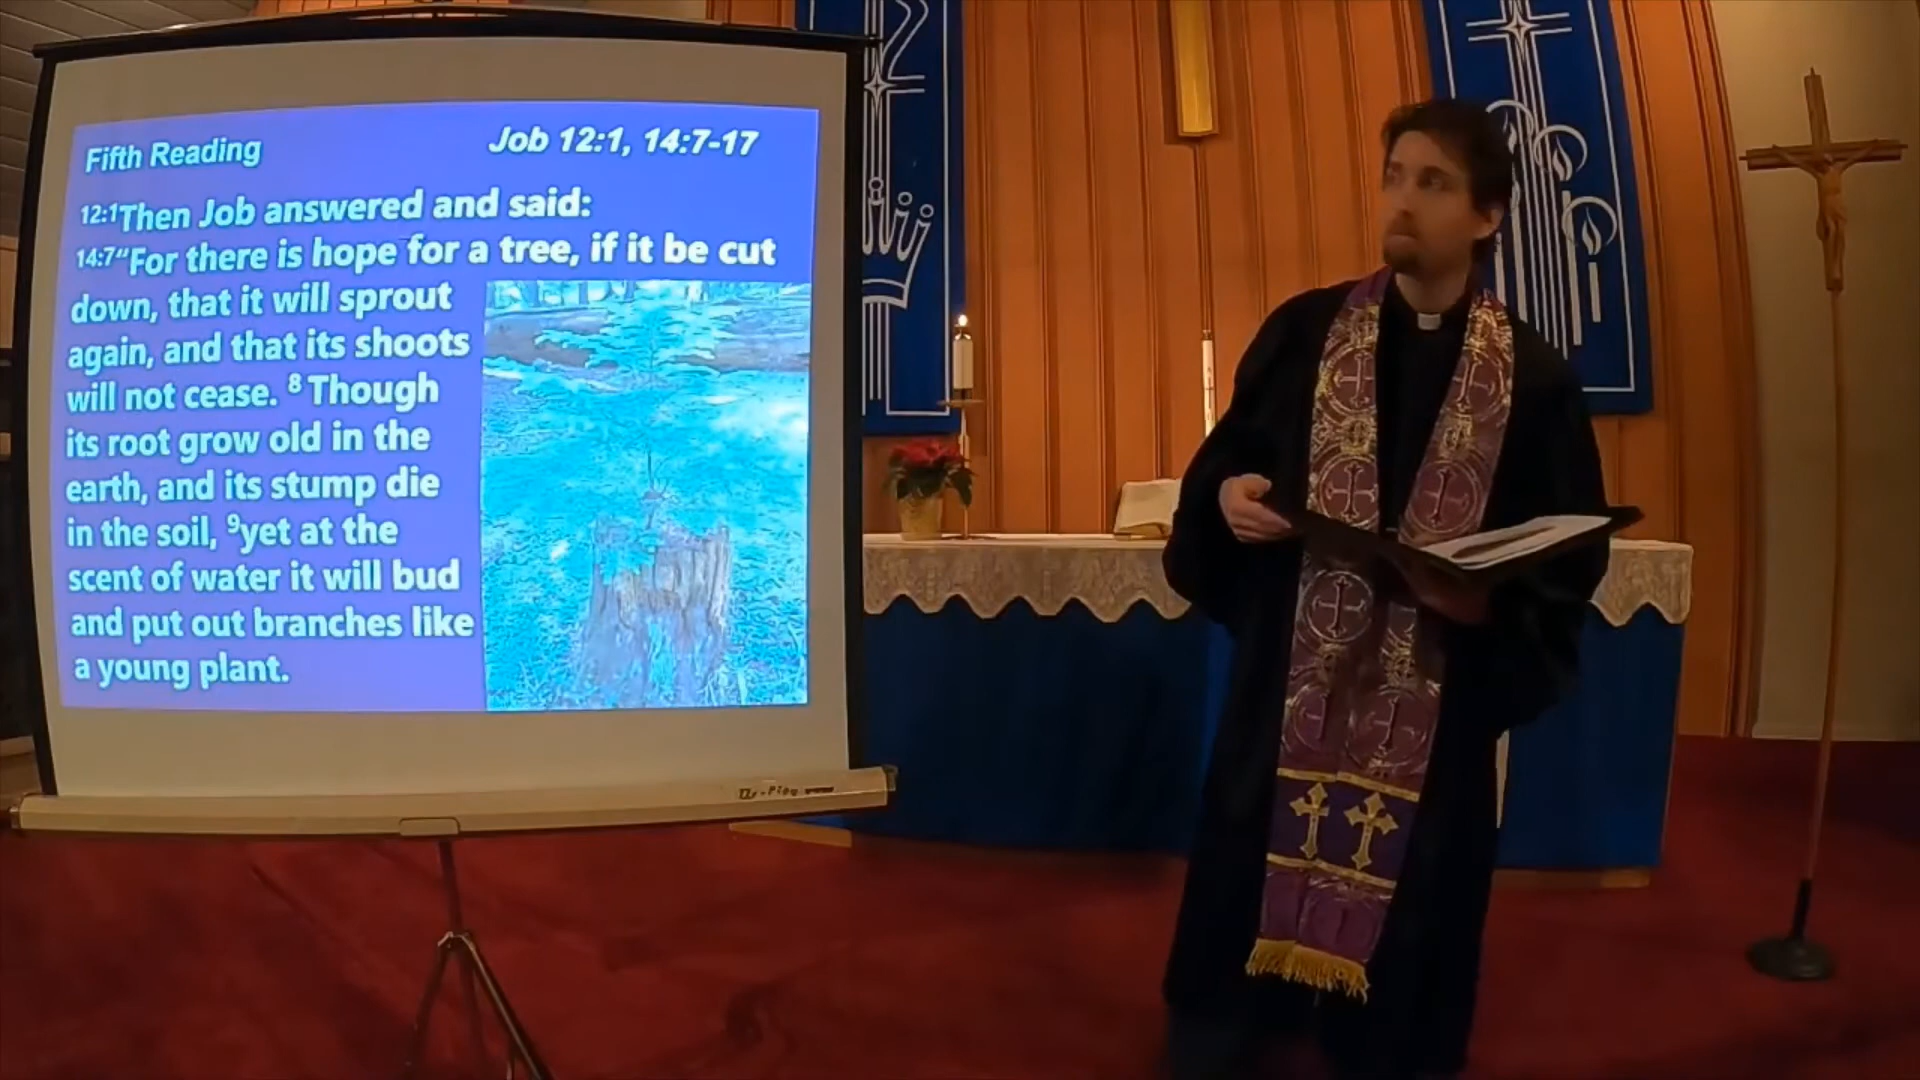 Fifth Reading Job 12:1, 14:7-17
12:1Then Job answered and said:
14:7“For there is hope for a tree, if it be cut
down, that it will sprout
again, and that its shoots
will not cease. 8 Though
its root grow old in the
earth, and its stump die
in the soil, 9yet at the
scent of water it will bud
and put out branches like
a young plant.